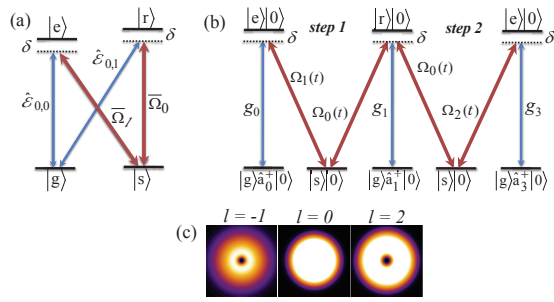 (a)
|e⟩
|r⟩
δ
δ
ℰ̂₀,₀
ℰ̂₀,₁
Ω̅_l
Ω̅₀
|g⟩
|s⟩
(b)
|e⟩|0⟩ step 1 |r⟩|0⟩ step 2 |e⟩|0⟩
δ
δ
δ
Ω₁(t)
Ω₀(t)
Ω₀(t)
Ω₂(t)
g₀
g₁
g₃
|g⟩â₀⁺|0⟩ |s⟩|0⟩ |g⟩â₁⁺|0⟩ |s⟩|0⟩ |g⟩â₃⁺|0⟩
(c)
l = -1 l = 0 l = 2